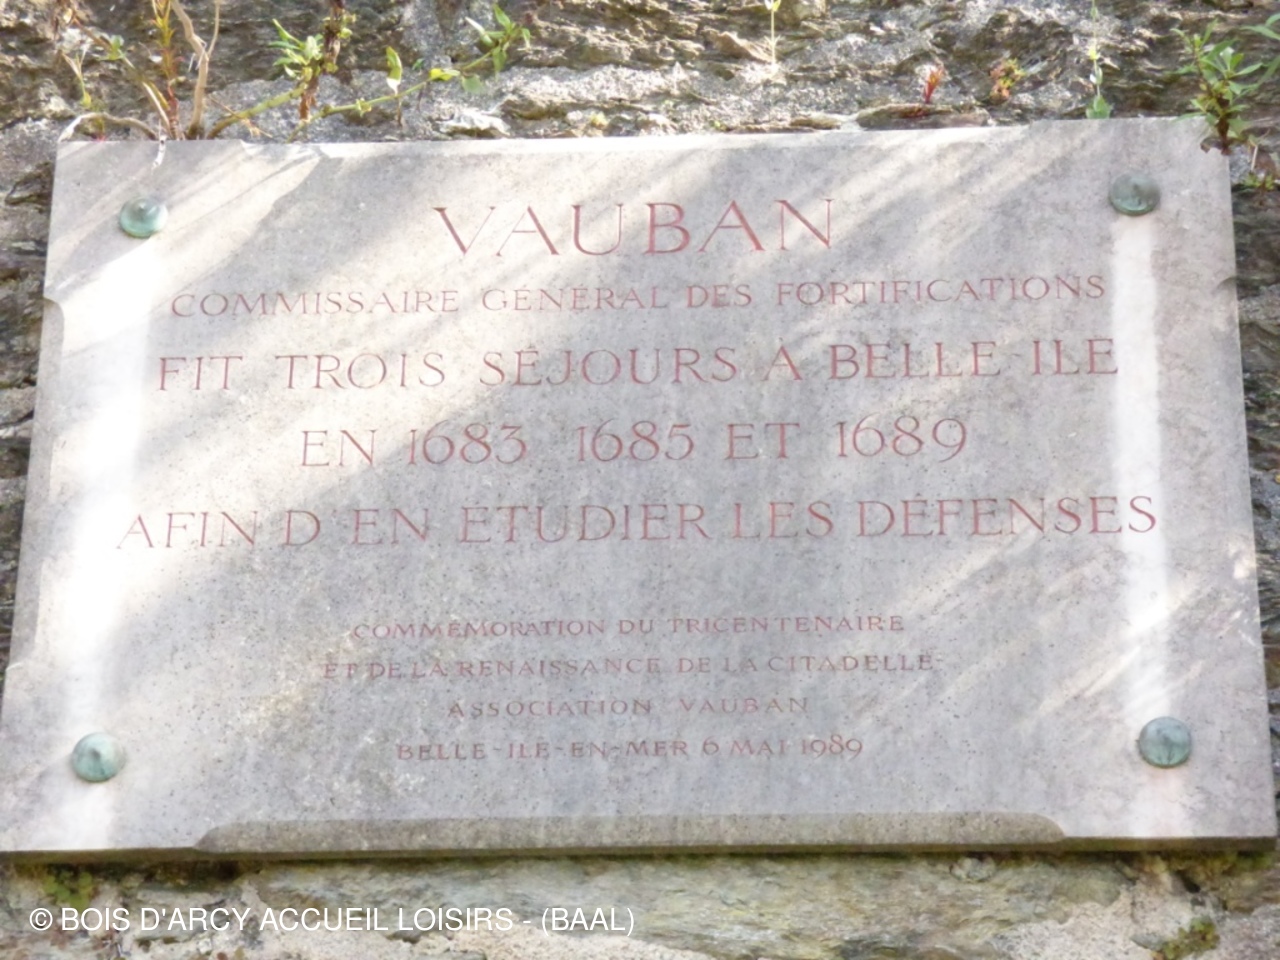 VAUBAN
COMMISSAIRE GÉNÉRAL DES FORTIFICATIONS
FIT TROIS SÉJOURS À BELLE ILE
EN 1683 1685 ET 1689
AFIN D'EN ÉTUDIER LES DÉFENSES
COMMÉMORATION DU TRICENTENAIRE
ET DE LA RENAISSANCE DE LA CITADELLE-
ASSOCIATION VAUBAN
BELLE-ILE-EN-MER 6 MAI 1989
© BOIS D'ARCY ACCUEIL LOISIRS - (BAAL)